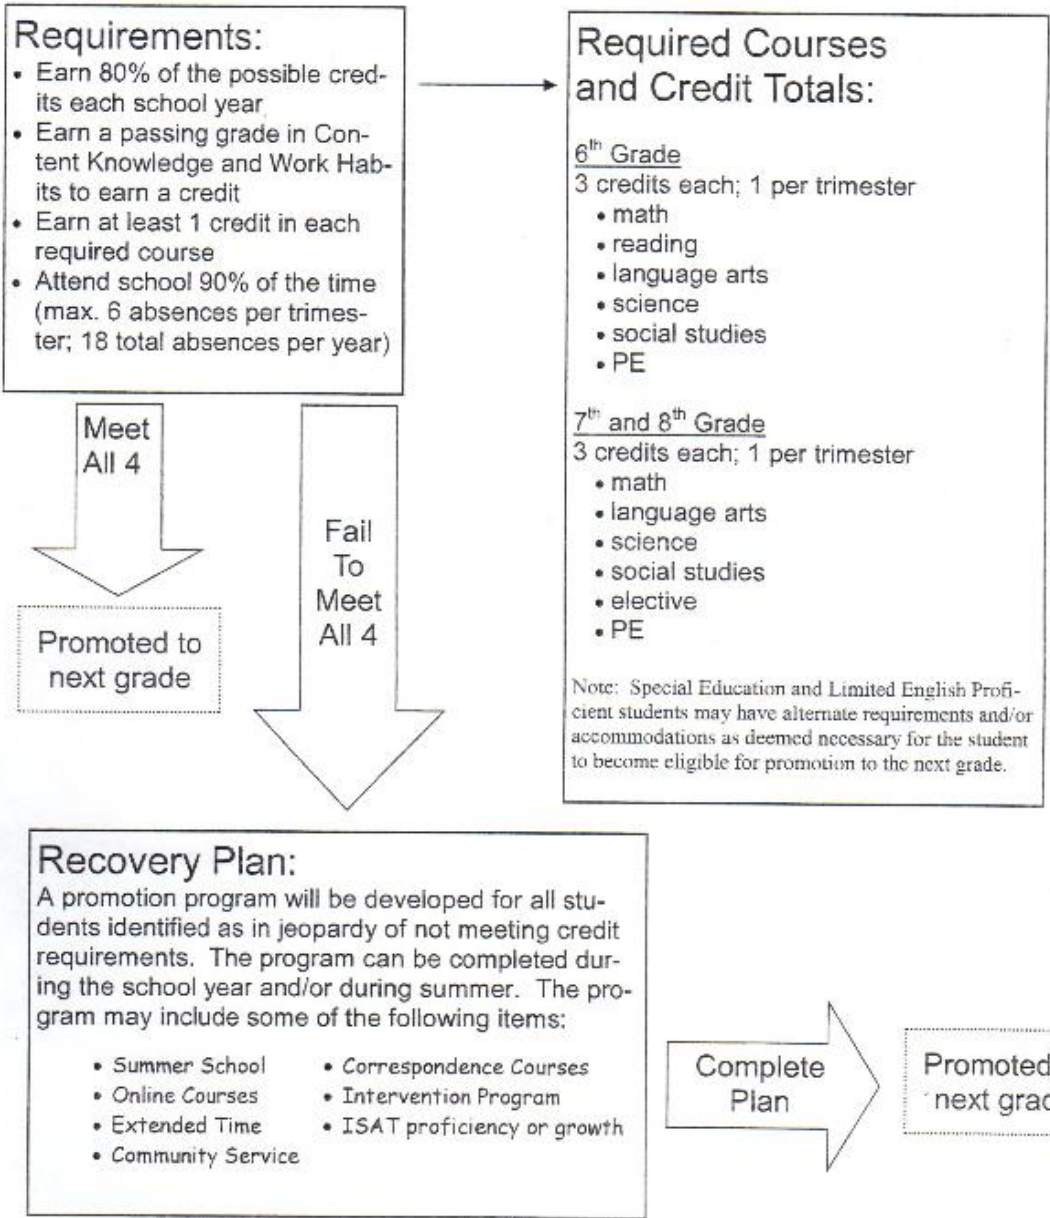 Requirements:
• Earn 80% of the possible cred-
its each school year
• Earn a passing grade in Con-
tent Knowledge and Work Hab-
its to earn a credit
• Earn at least 1 credit in each
required course
• Attend school 90% of the time
(max. 6 absences per trimes-
ter; 18 total absences per year)
Required Courses
and Credit Totals:
6th Grade
3 credits each; 1 per trimester
• math
• reading
• language arts
• science
• social studies
• PE
7th and 8th Grade
3 credits each; 1 per trimester
• math
• language arts
• science
• social studies
• elective
• PE
Note: Special Education and Limited English Profi-
cient students may have alternate requirements and/or
accommodations as deemed necessary for the student
to become eligible for promotion to the next grade.
Meet
All 4
Promoted to
next grade
Fail
To
Meet
All 4
Recovery Plan:
A promotion program will be developed for all stu-
dents identified as in jeopardy of not meeting credit
requirements. The program can be completed dur-
ing the school year and/or during summer. The pro-
gram may include some of the following items:
• Summer School
• Online Courses
• Extended Time
• Community Service
• Correspondence Courses
• Intervention Program
• ISAT proficiency or growth
Complete
Plan
Promoted
next grad